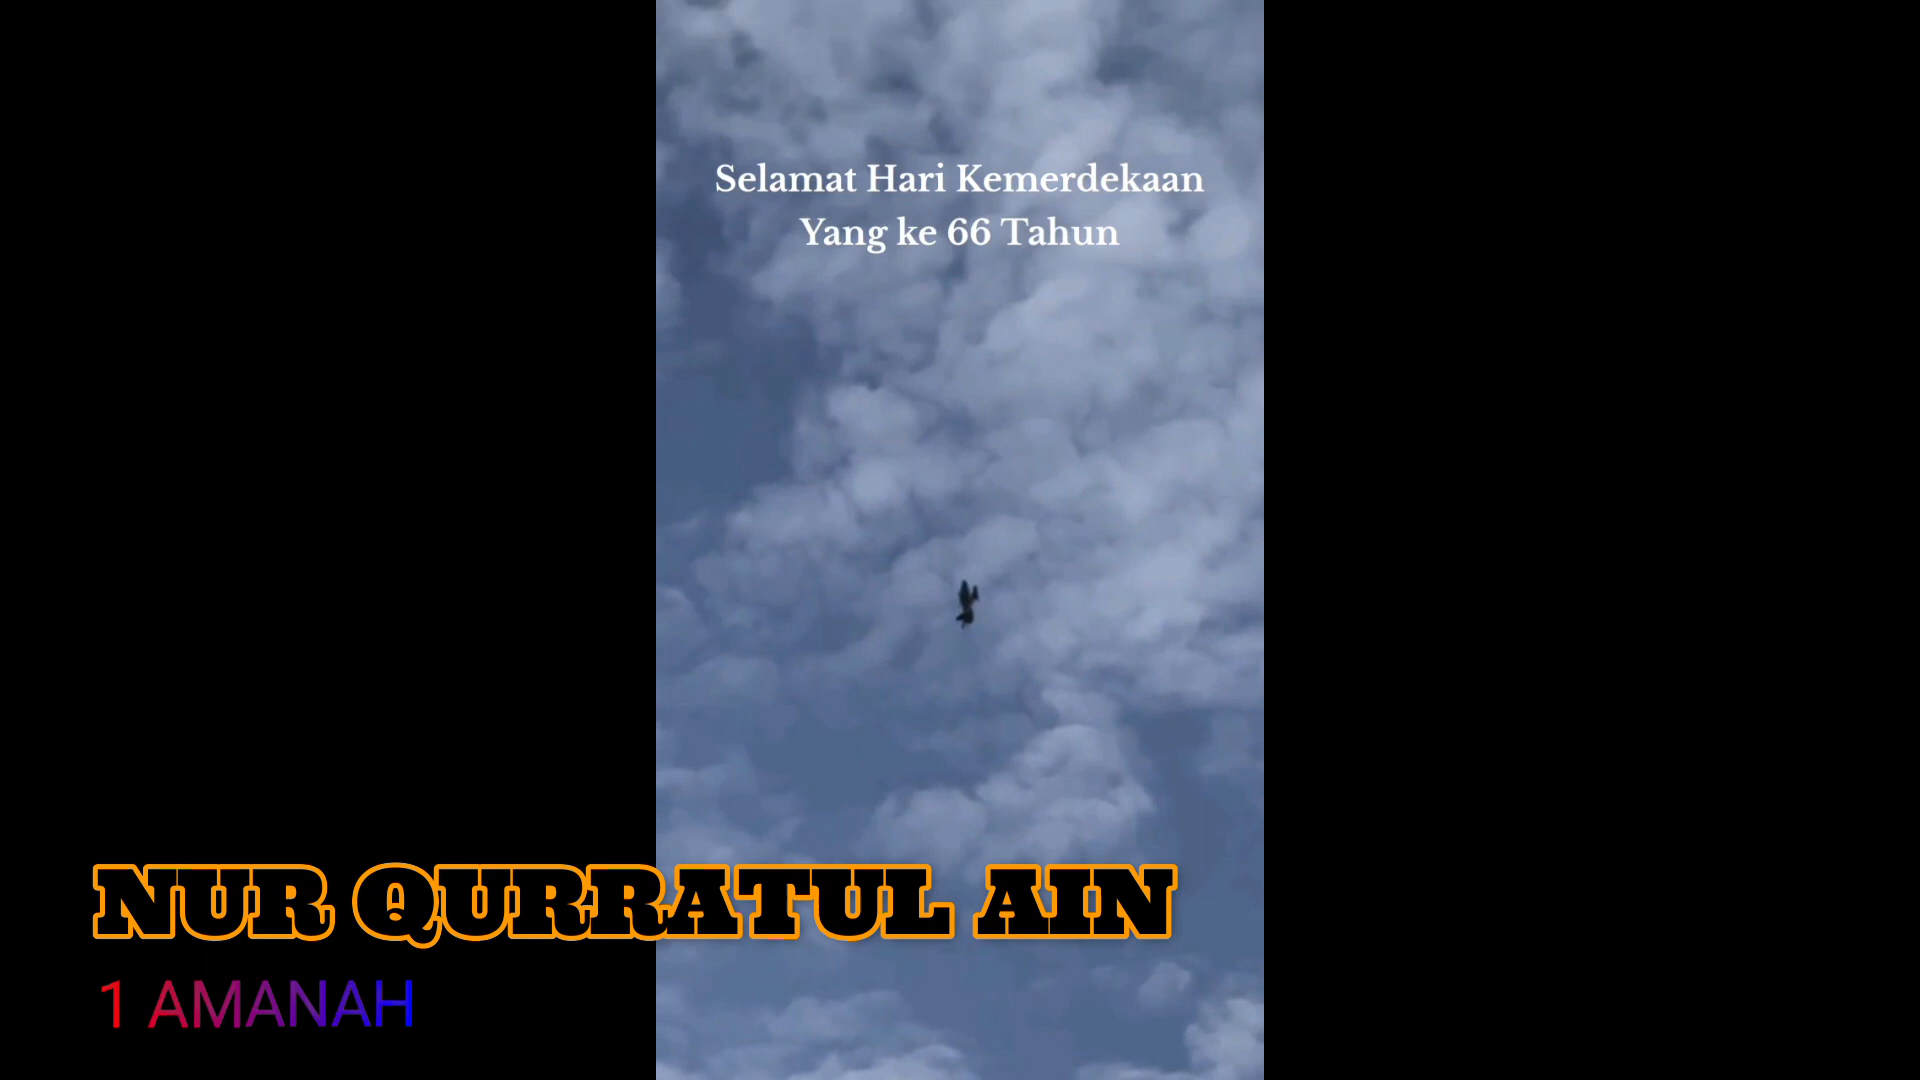 Selamat Hari Kemerdekaan
Yang ke 66 Tahun
NUR QURRATUL AIN
1 AMANAH